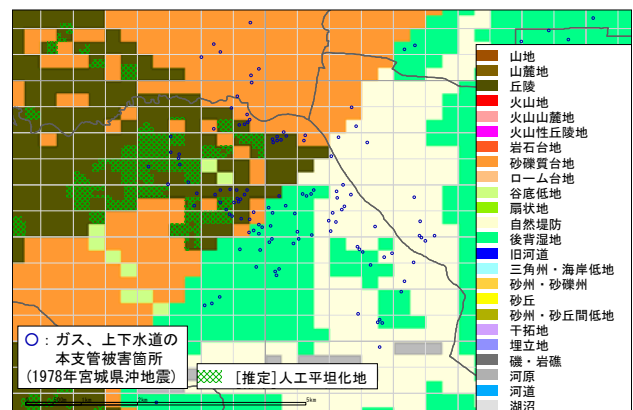 山地
山麓地
丘陵
火山地
火山山麓地
火山性丘陵地
岩石台地
砂礫質台地
ローム台地
谷底低地
扇状地
自然堤防
後背湿地
旧河道
三角州・海岸低地
砂州・砂礫州
砂丘
砂州・砂丘間低地
干拓地
埋立地
磯・岩礁
河原
河道
湖沼
○：ガス、上下水道の
本支管被害箇所
(1978年宮城県沖地震)
[推定]人工平坦化地
5km